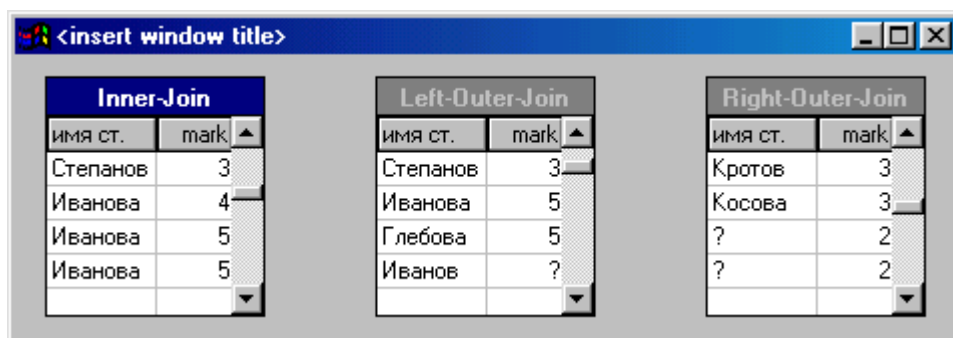 <insert window title>
Inner-Join
имя ст. mark
Степанов 3
Иванова 4
Иванова 5
Иванова 5
Left-Outer-Join
имя ст. mark
Степанов 3
Иванова 5
Глебова 5
Иванов ?
Right-Outer-Join
имя ст. mark
Кротов 3
Косова 3
? 2
? 2